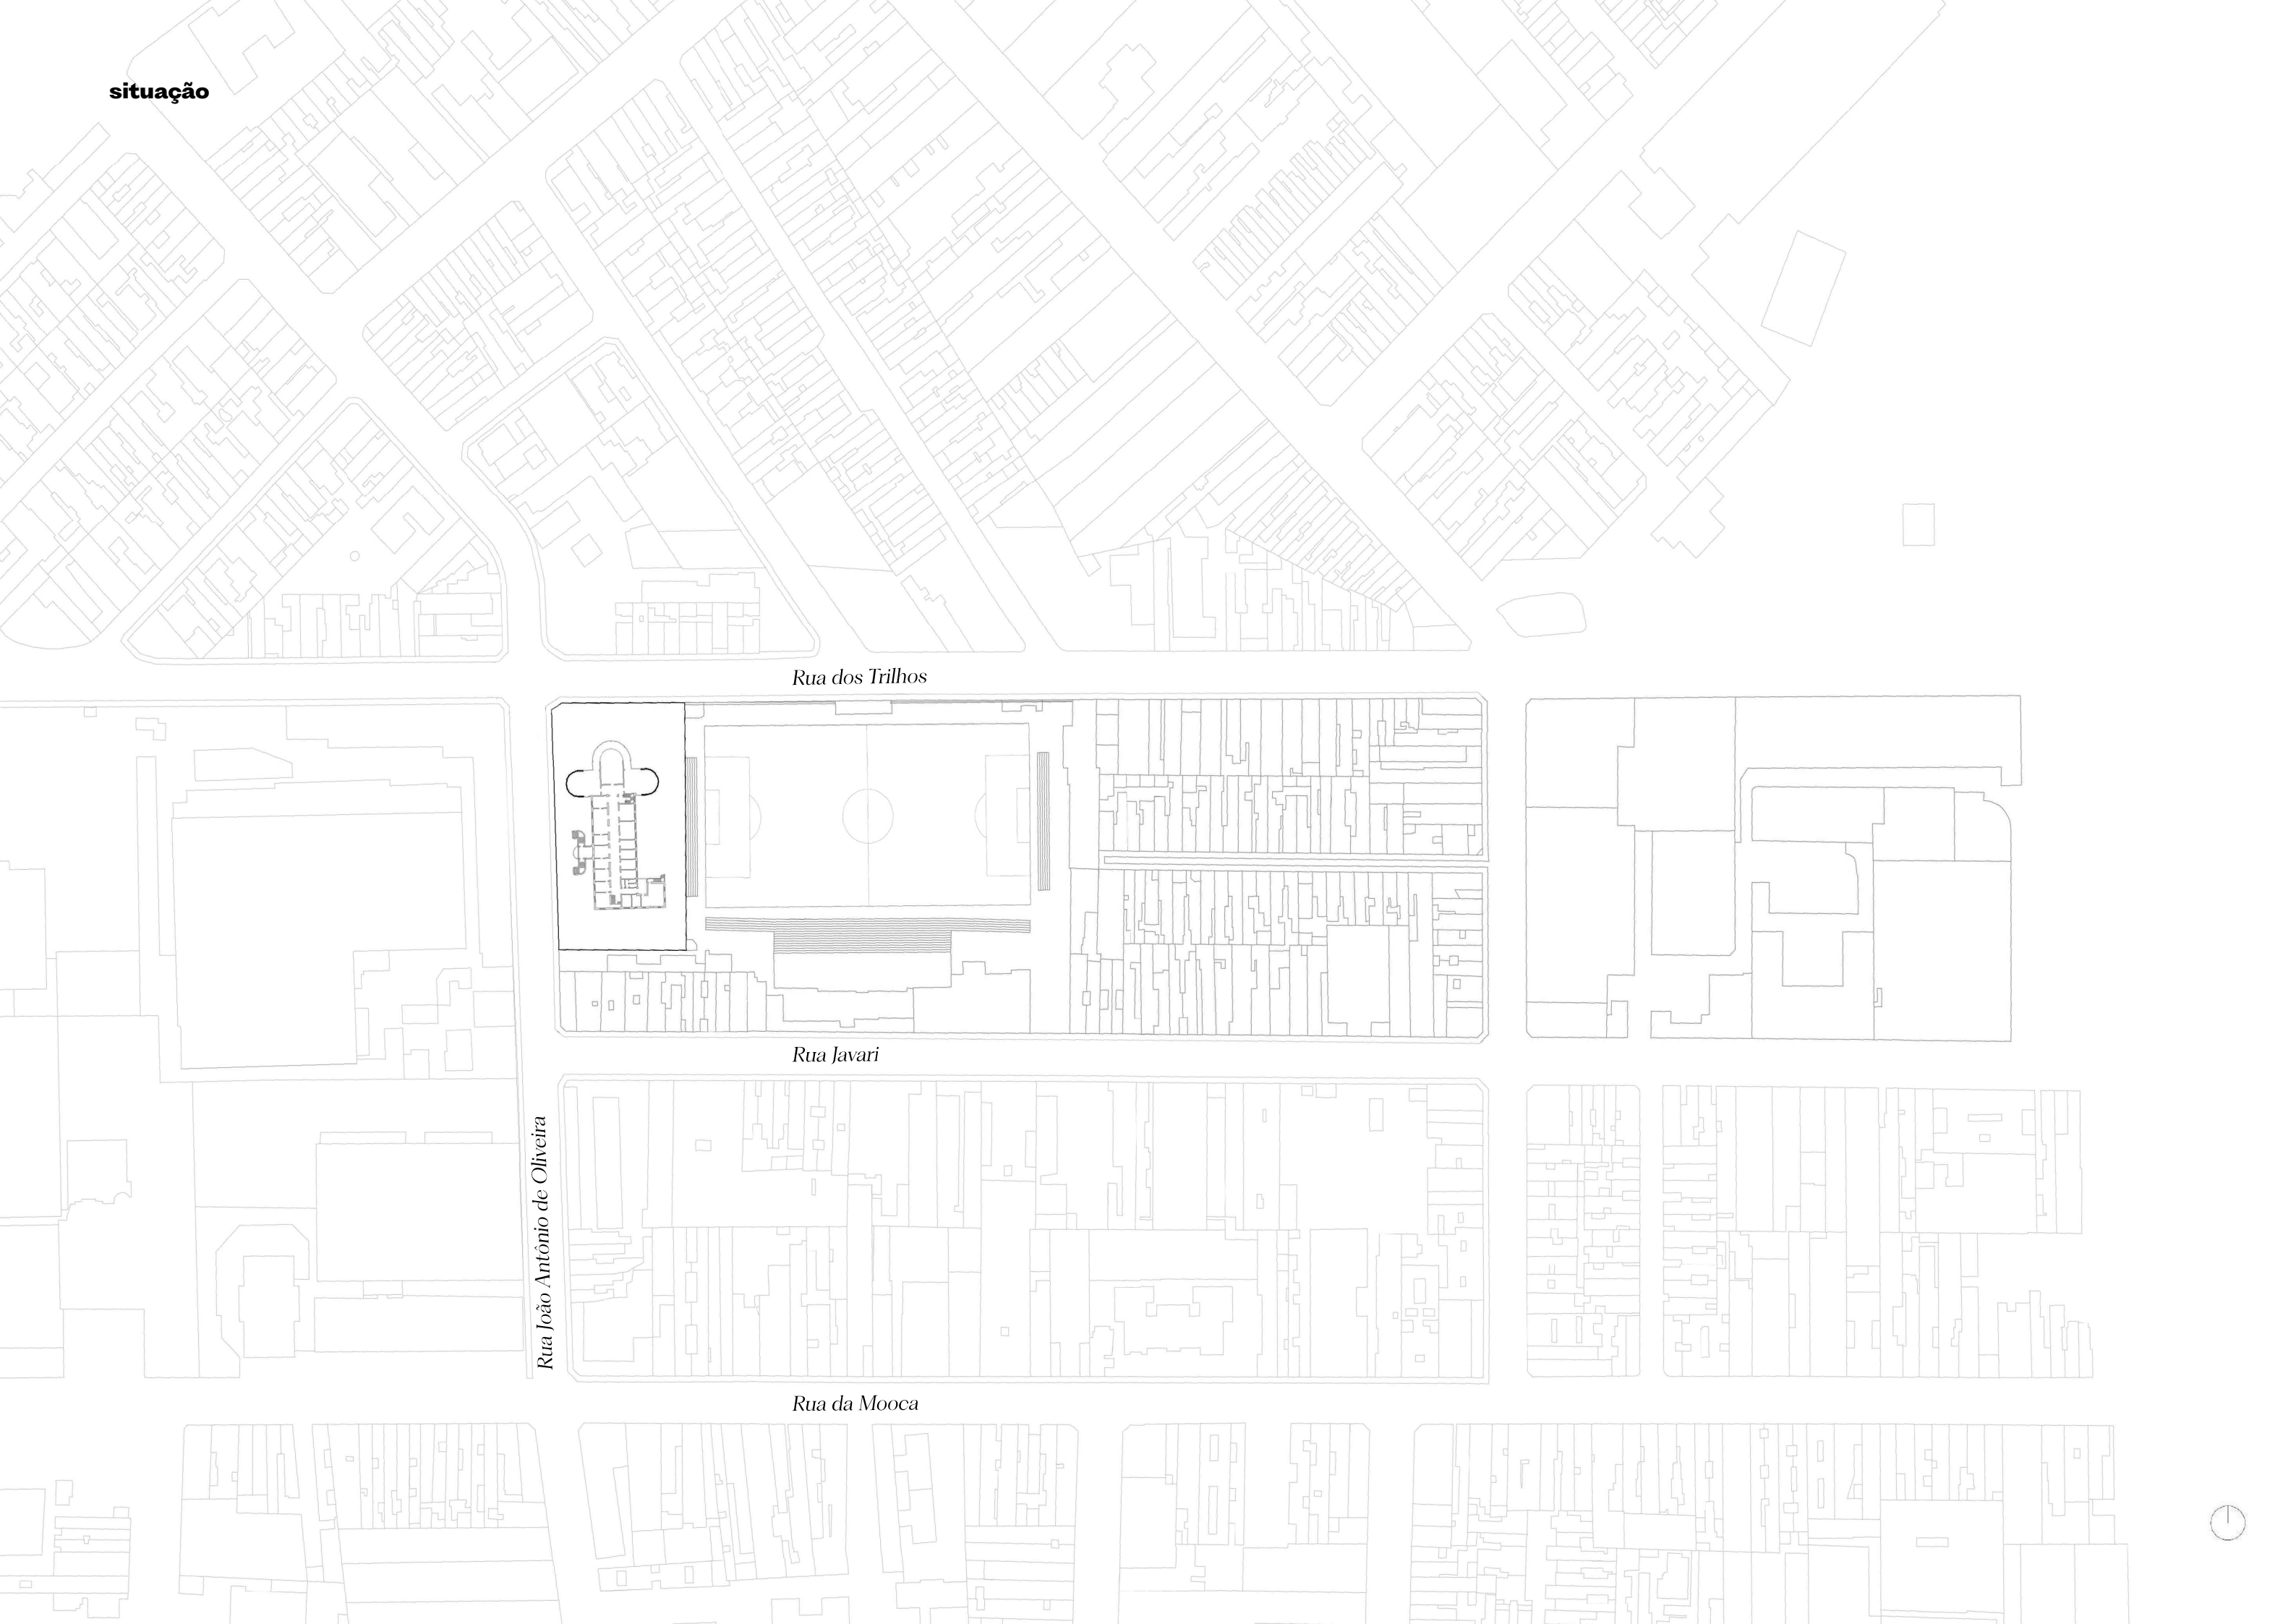 situação
Rua dos Trilhos
Rua Javari
Rua João Antônio de Oliveira
Rua da Mooca